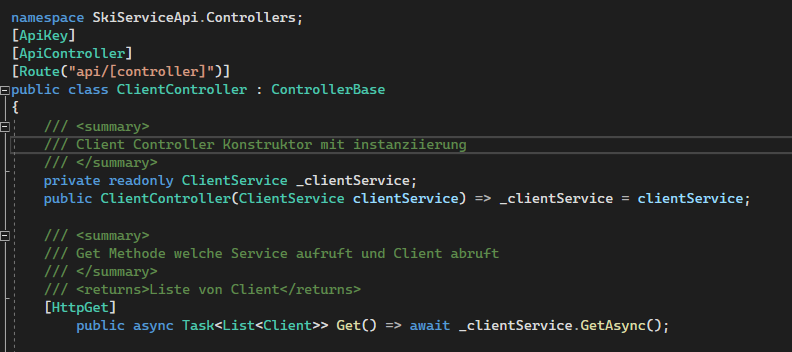 namespace SkiServiceApi.Controllers;
[ApiKey]
[ApiController]
[Route("api/[controller]")]
public class ClientController : ControllerBase
{
/// <summary>
/// Client Controller Konstruktor mit instanziierung
/// </summary>
private readonly ClientService _clientService;
public ClientController(ClientService clientService) => _clientService = clientService;
/// <summary>
/// Get Methode welche Service aufruft und Client abruft
/// </summary>
/// <returns>Liste von Client</returns>
[HttpGet]
public async Task<List<Client>> Get() => await _clientService.GetAsync();